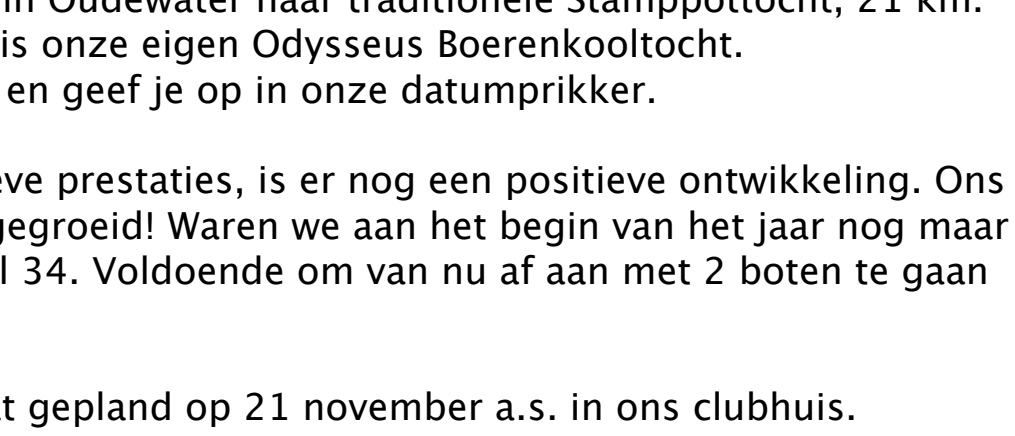 in Oudewater naar traditionele Stamppottocht, 21 km.
is onze eigen Odysseus Boerenkooltocht.
en geef je op in onze datumprikker.
prestaties, is er nog een positieve ontwikkeling. Ons
gegroeid! Waren we aan het begin van het jaar nog maar
34. Voldoende om van nu af aan met 2 boten te gaan
gepland op 21 november a.s. in ons clubhuis.